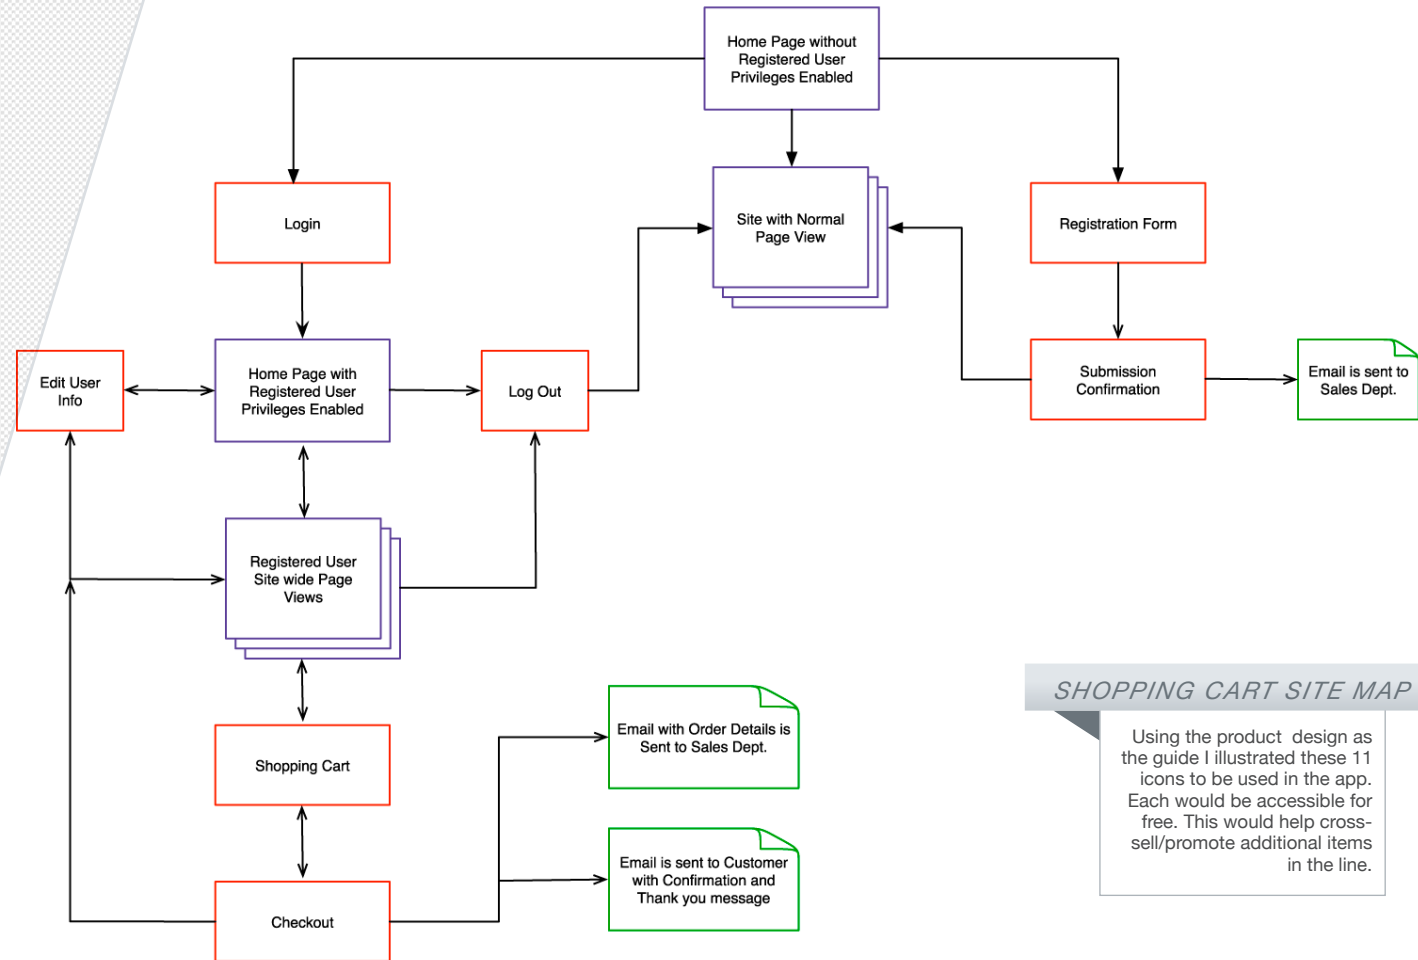 Home Page without
Registered User
Privileges Enabled
Login
Site with Normal
Page View
Registration Form
Edit User
Info
Home Page with
Registered User
Privileges Enabled
Log Out
Submission
Confirmation
Email is sent to
Sales Dept.
Registered User
Site wide Page
Views
Shopping Cart
Email with Order Details is
Sent to Sales Dept.
Email is sent to Customer
with Confirmation and
Thank you message
Checkout
SHOPPING CART SITE MAP
Using the product design as
the guide I illustrated these 11
icons to be used in the app.
Each would be accessible for
free. This would help cross-
sell/promote additional items
in the line.